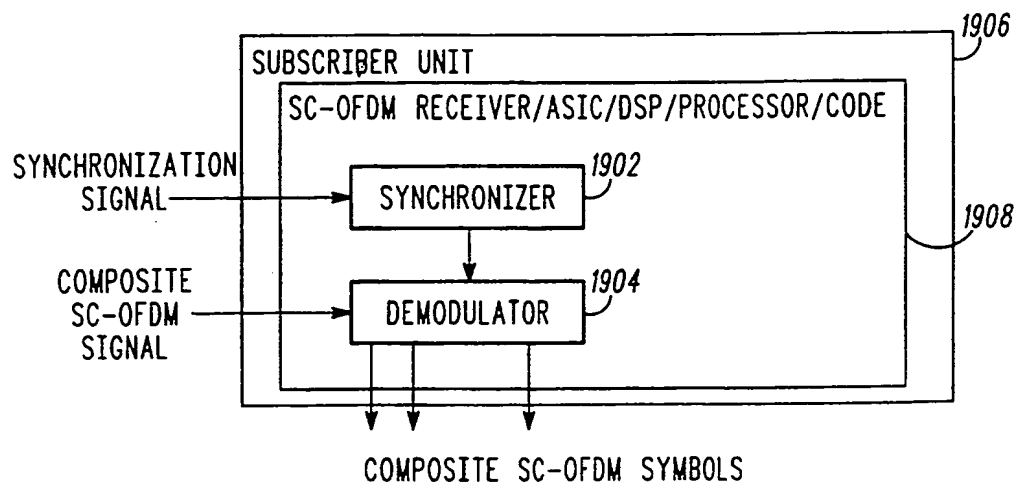 1906
SUBSCRIBER UNIT
SC-OFDM RECEIVER/ASIC/DSP/PROCESSOR/CODE
SYNCHRONIZATION
SIGNAL
1902
SYNCHRONIZER
1908
COMPOSITE
SC-OFDM
SIGNAL
1904
DEMODULATOR
COMPOSITE SC-OFDM SYMBOLS